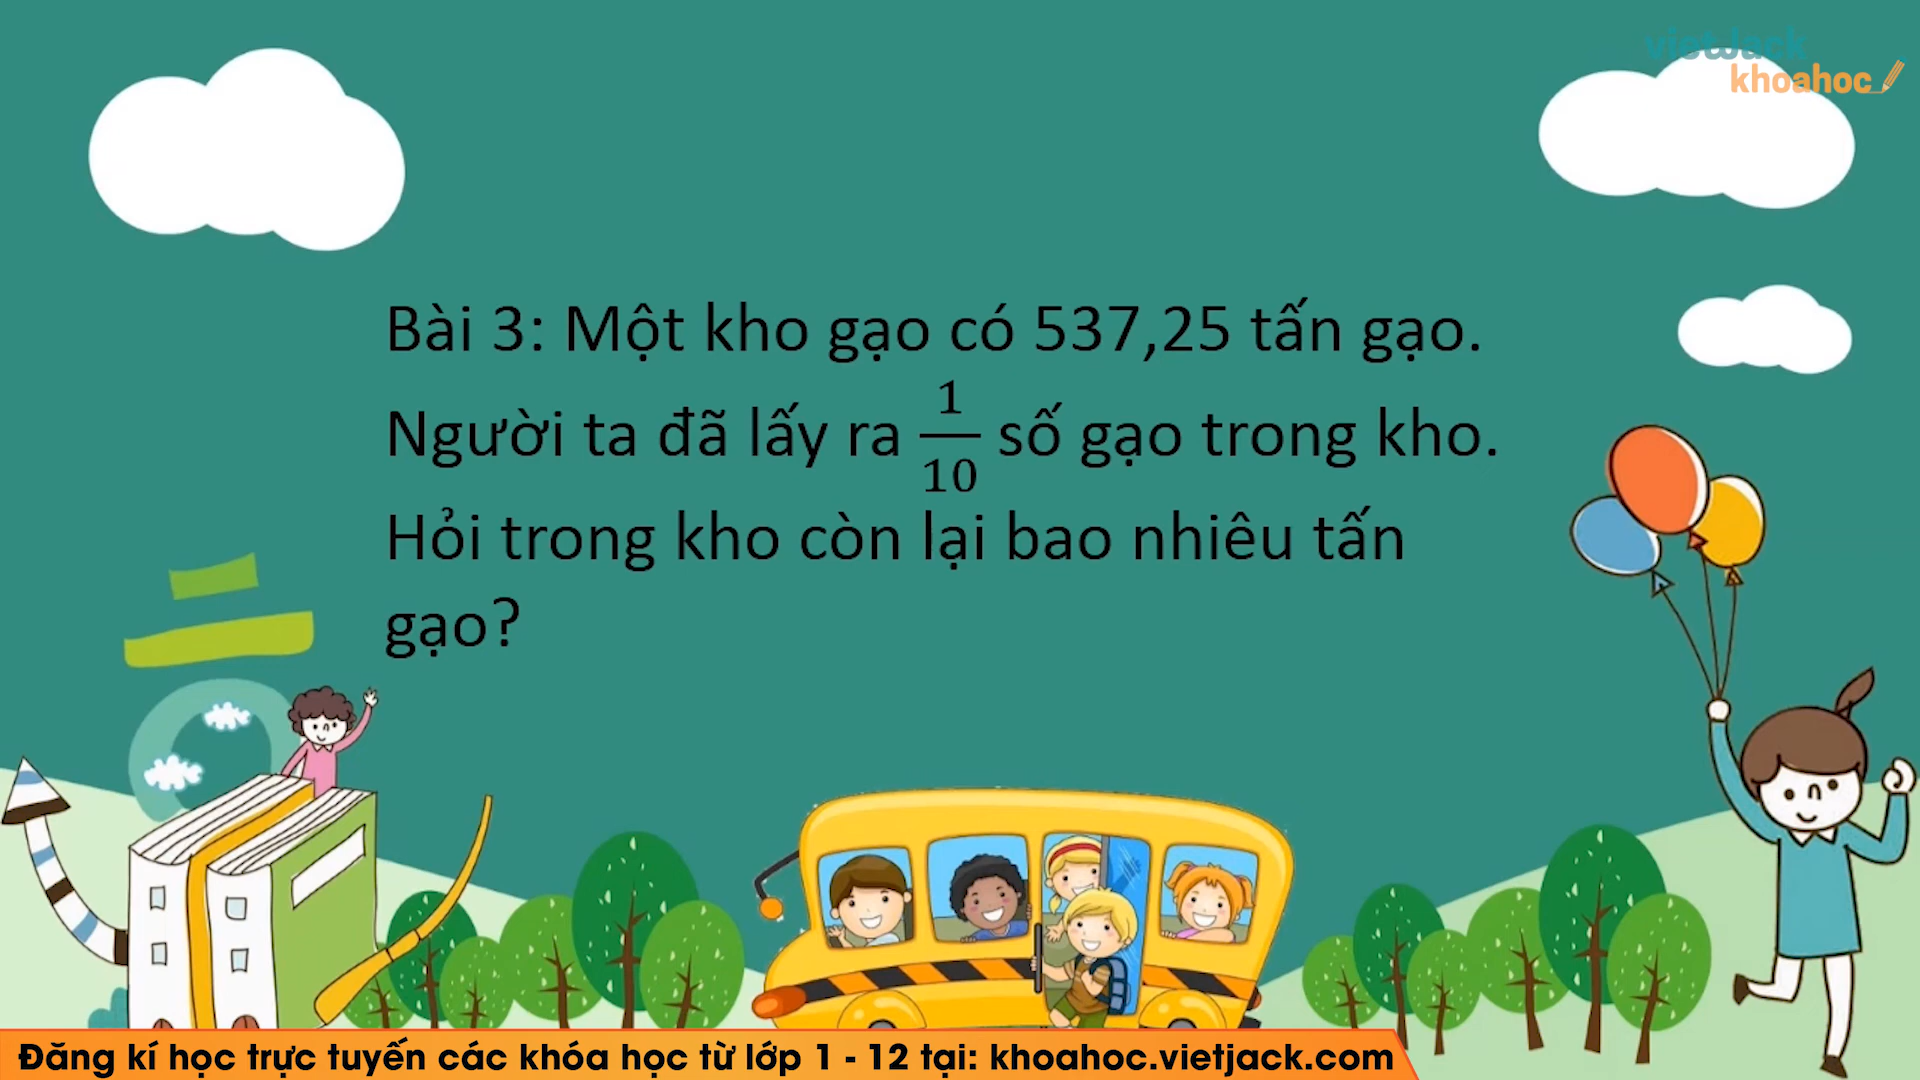 vietJack
khoahoc
Bài 3: Một kho gạo có 537,25 tấn gạo.
Người ta đã lấy ra 1/10 số gạo trong kho.
Hỏi trong kho còn lại bao nhiêu tấn
gạo?
Đăng kí học trực tuyến các khóa học từ lớp 1 - 12 tại: khoahoc.vietjack.com